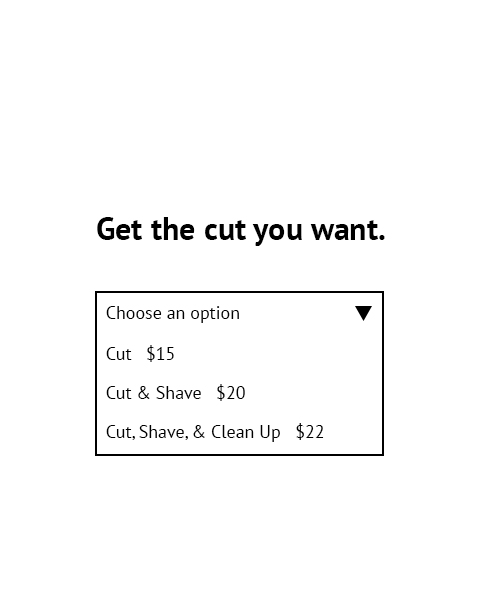 Get the cut you want.
Choose an option
Cut $15
Cut & Shave $20
Cut, Shave, & Clean Up $22